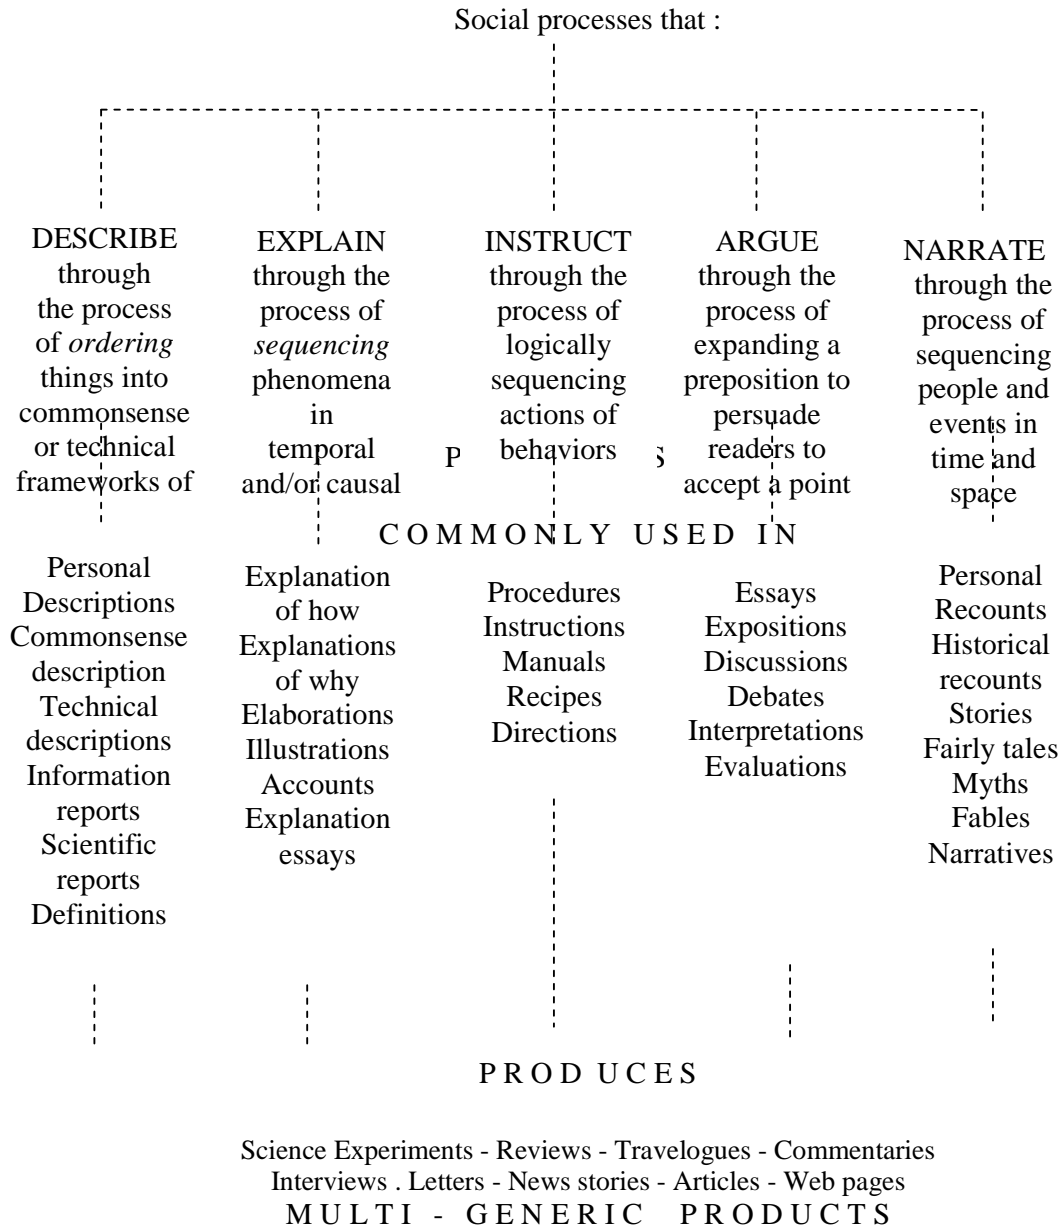 Social processes that :
DESCRIBE
through
the process
of ordering
things into
commonsense
or technical
frameworks of
EXPLAIN
through the
process of
sequencing
phenomena
in
temporal
and/or causal
INSTRUCT
through the
process of
logically
sequencing
actions of
behaviors
ARGUE
through the
process of
expanding a
preposition to
persuade
readers to
accept a point
NARRATE
through the
process of
sequencing
people and
events in
time and
space
COMMONLY USED IN
Personal
Descriptions
Commonsense
description
Technical
descriptions
Information
reports
Scientific
reports
Definitions
Explanation
of how
Explanations
of why
Elaborations
Illustrations
Accounts
Explanation
essays
Procedures
Instructions
Manuals
Recipes
Directions
Essays
Expositions
Discussions
Debates
Interpretations
Evaluations
Personal
Recounts
Historical
recounts
Stories
Fairly tales
Myths
Fables
Narratives
PRODUCES
Science Experiments - Reviews - Travelogues - Commentaries
Interviews . Letters - News stories - Articles - Web pages
MULTI - GENERIC PRODUCTS